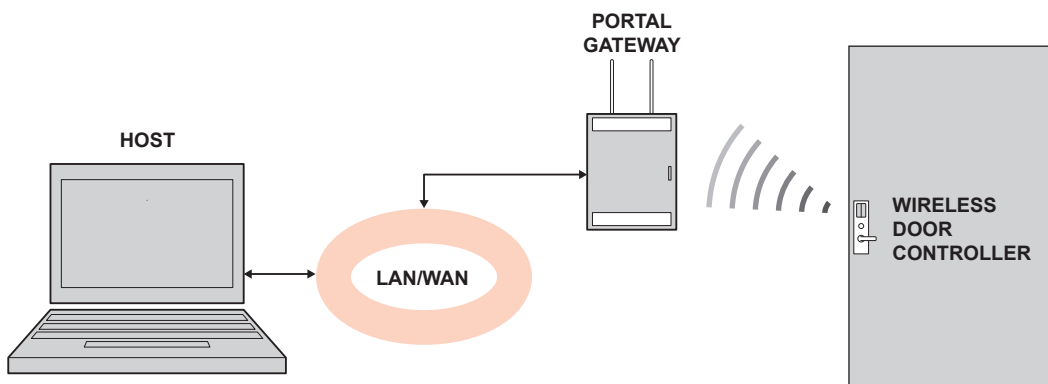 PORTAL
GATEWAY
HOST
LAN/WAN
WIRELESS
DOOR
CONTROLLER